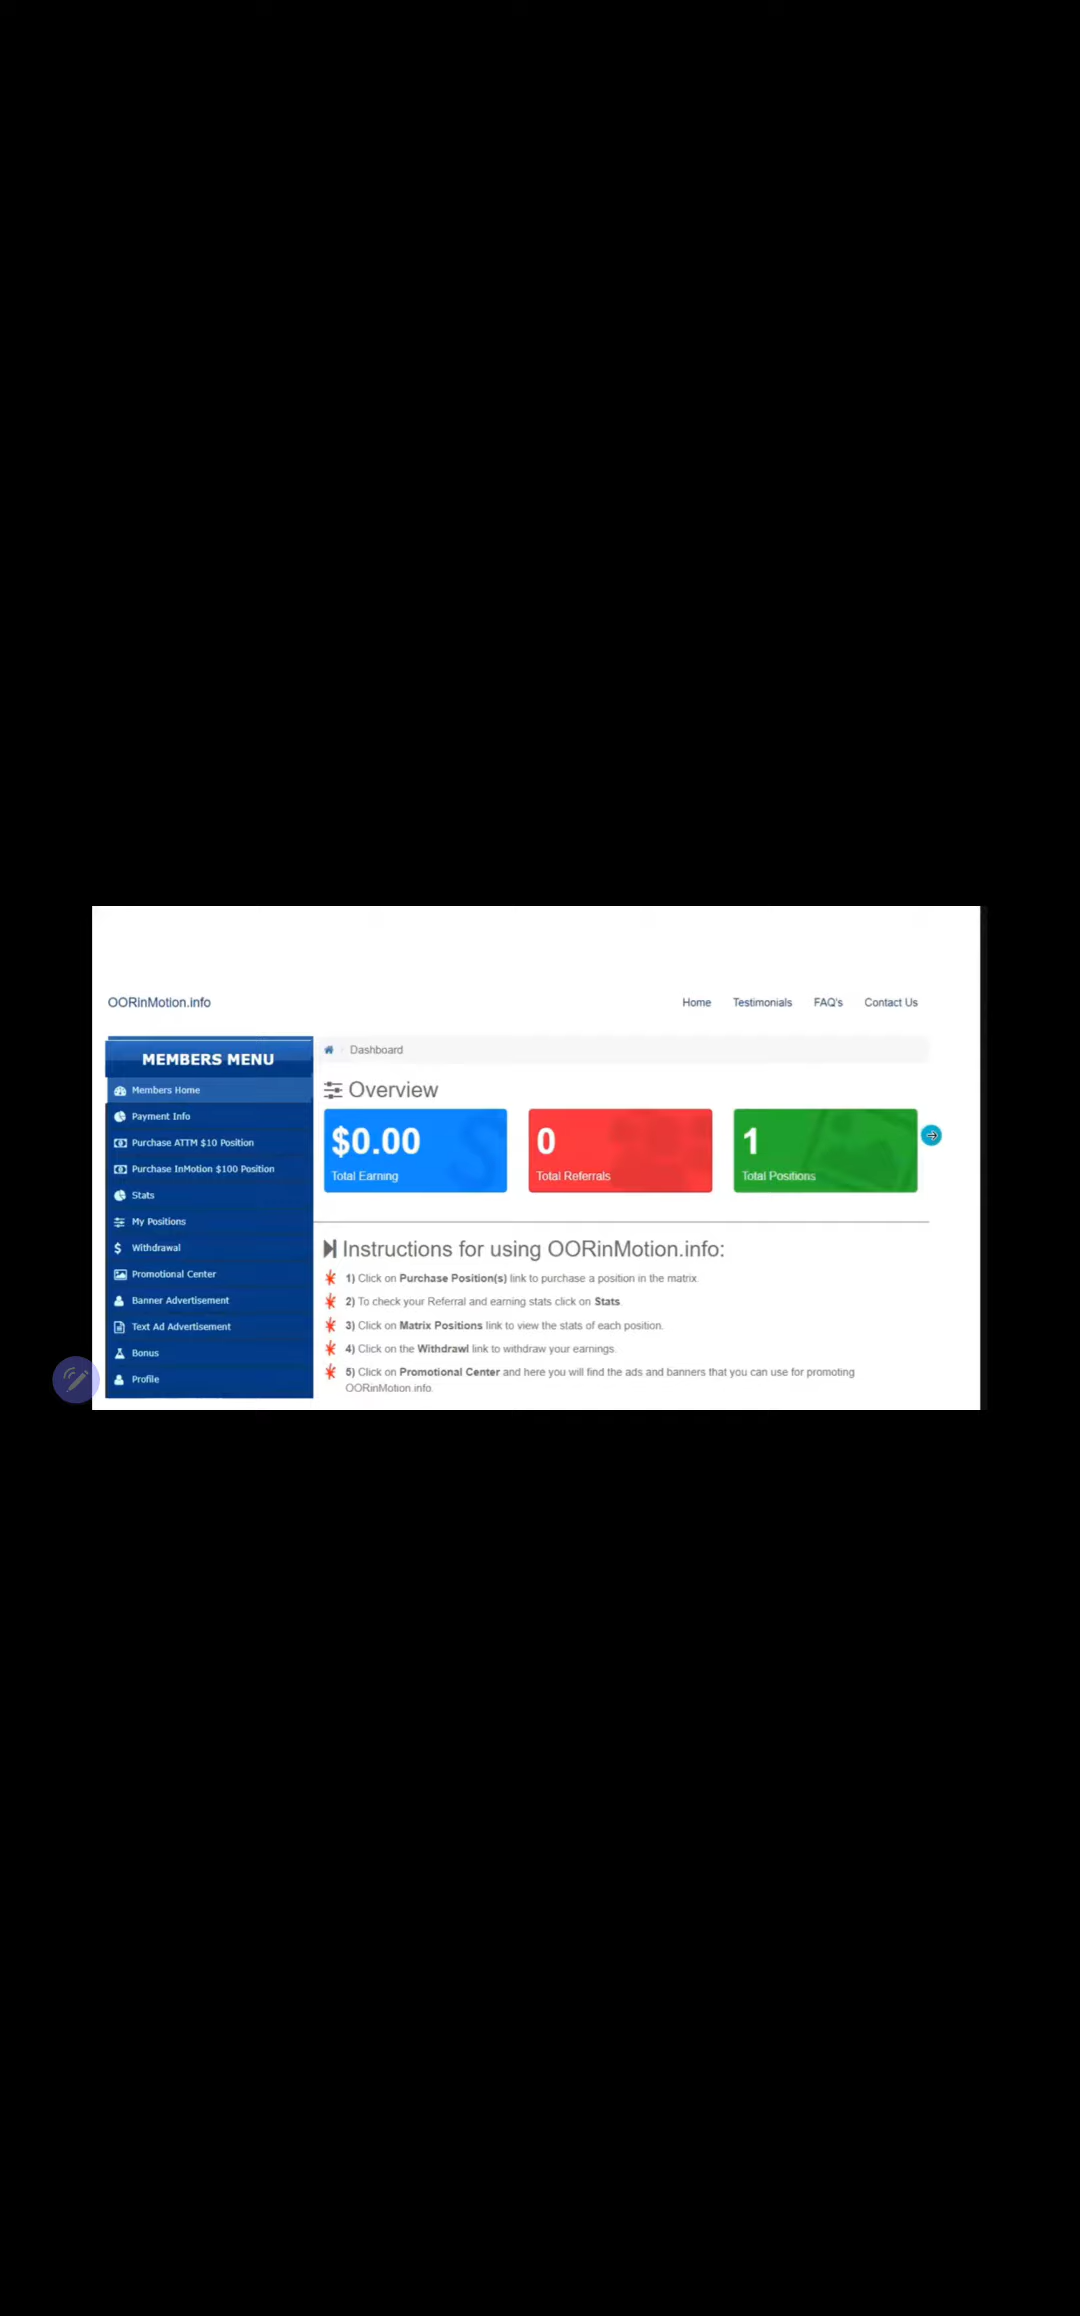 OORinMotion.info
Home Testimonials FAQ's Contact Us
MEMBERS MENU
Members Home
Payment Info
Purchase ATTM $10 Position
Purchase InMotion $100 Position
Stats
My Positions
Withdrawal
Promotional Center
Banner Advertisement
Text Ad Advertisement
Bonus
Profile
Dashboard
Overview
$0.00
Total Earning
0
Total Referrals
1
Total Positions
Instructions for using OORinMotion.info:
1) Click on Purchase Position(s) link to purchase a position in the matrix.
2) To check your Referral and earning stats click on Stats
3) Click on Matrix Positions link to view the stats of each position.
4) Click on the Withdrawl link to withdraw your earnings.
5) Click on Promotional Center and here you will find the ads and banners that you can use for promoting
OORinMotion.info.